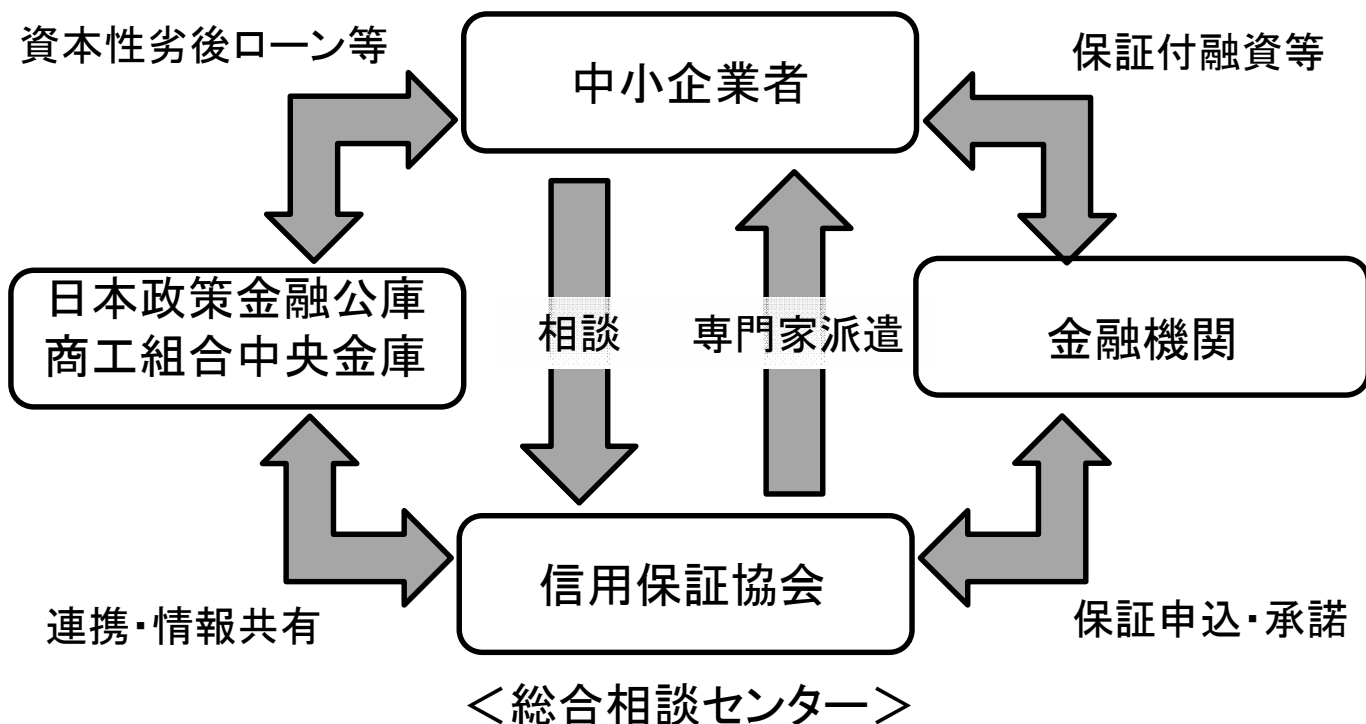 資本性劣後ローン等
中小企業者
保証付融資等
日本政策金融公庫
商工組合中央金庫
相談
専門家派遣
金融機関
信用保証協会
連携・情報共有
保証申込・承諾
＜総合相談センター＞